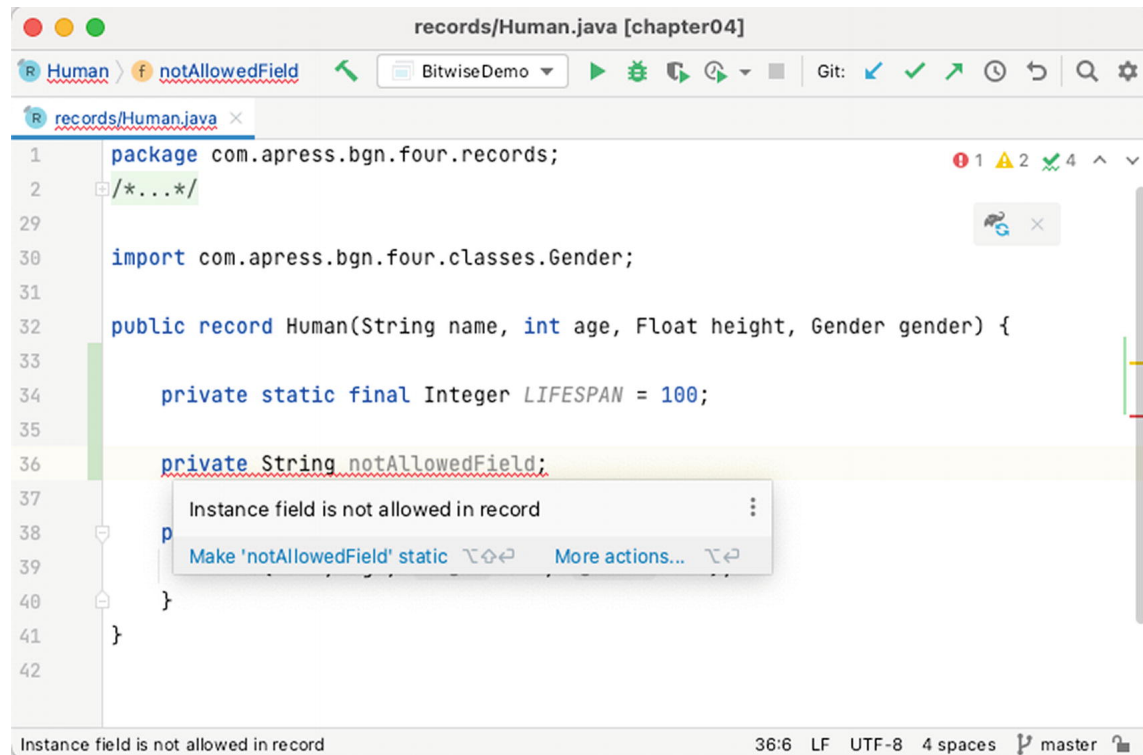 records/Human.java [chapter04]
R Human f notAllowedField BitwiseDemo Git:
R records/Human.java
1 package com.apress.bgn.four.records; 1 2 4
2 /*...*/
29
30 import com.apress.bgn.four.classes.Gender;
31
32 public record Human(String name, int age, Float height, Gender gender) {
33
34 private static final Integer LIFESPAN = 100;
35
36 private String notAllowedField;
37
Instance field is not allowed in record
38 p
Make 'notAllowedField' static ⌥⇧⏎ More actions... ⌥⏎
39
40 }
41 }
42
Instance field is not allowed in record 36:6 LF UTF-8 4 spaces master